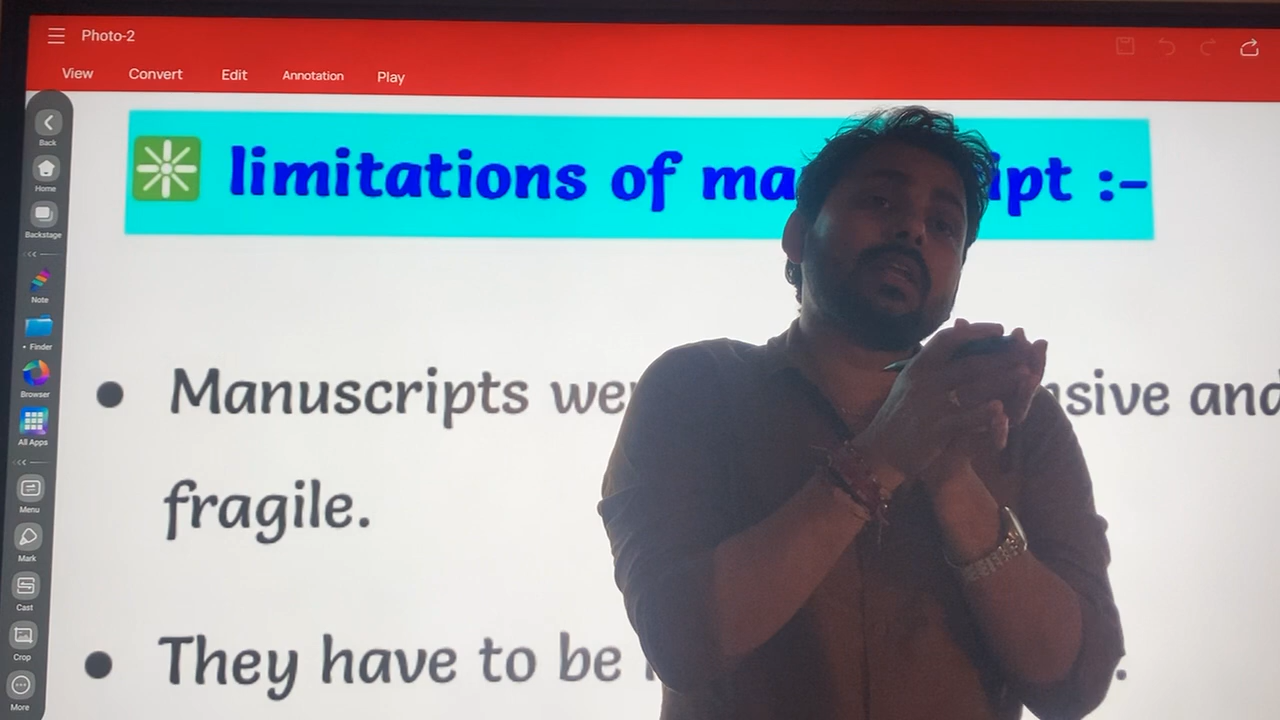 Photo-2
View Convert Edit Annotation Play
limitations of ma ipt :-
Manuscripts we nsive and
fragile.
They have to be .
Back
Home
Backstage
Note
Finder
Browser
All Apps
Menu
Mark
Cast
Crop
More